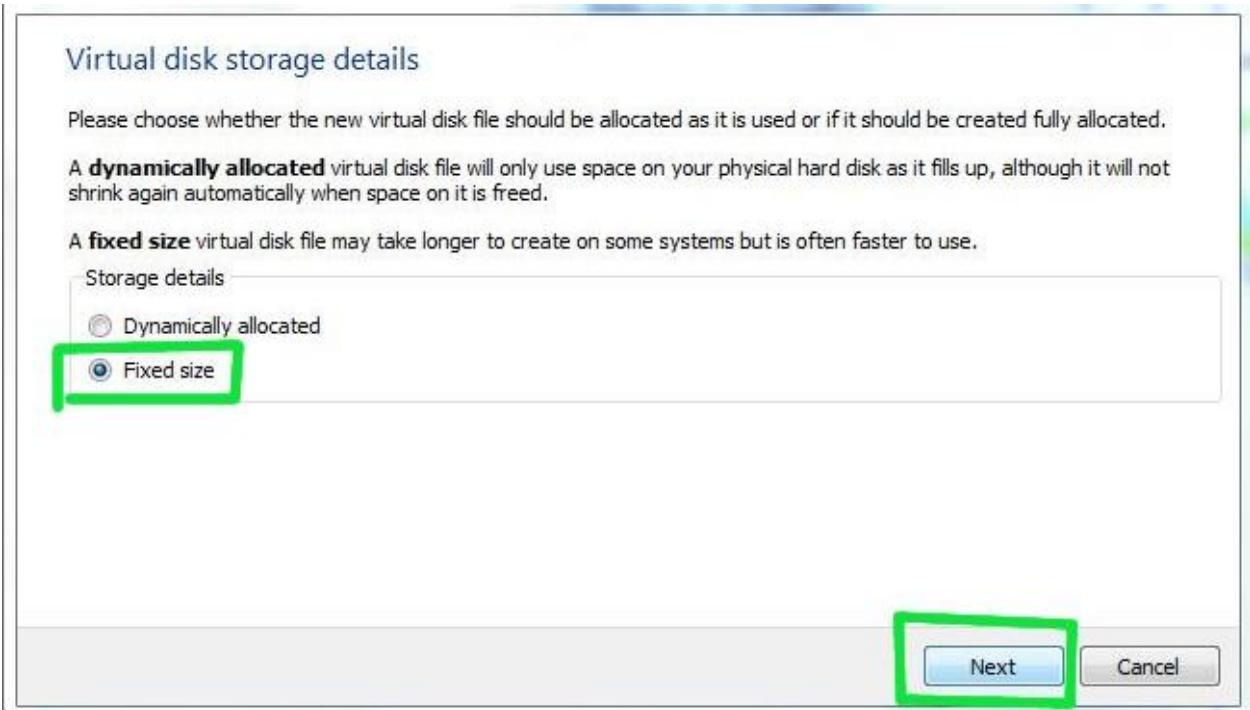 Virtual disk storage details
Please choose whether the new virtual disk file should be allocated as it is used or if it should be created fully allocated.
A dynamically allocated virtual disk file will only use space on your physical hard disk as it fills up, although it will not
shrink again automatically when space on it is freed.
A fixed size virtual disk file may take longer to create on some systems but is often faster to use.
Storage details
Dynamically allocated
Fixed size
Next Cancel